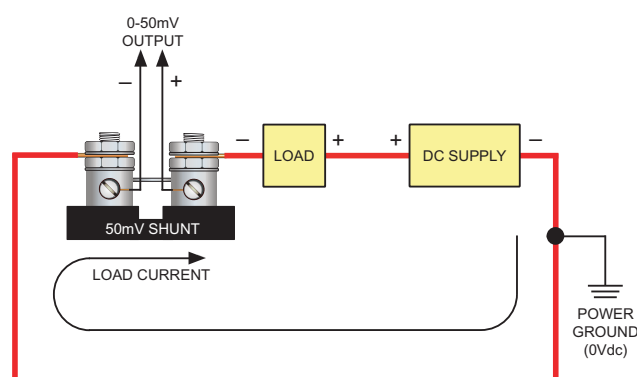 0-50mV
OUTPUT
– +
– LOAD + + DC SUPPLY –
50mV SHUNT
LOAD CURRENT
POWER
GROUND
(0Vdc)